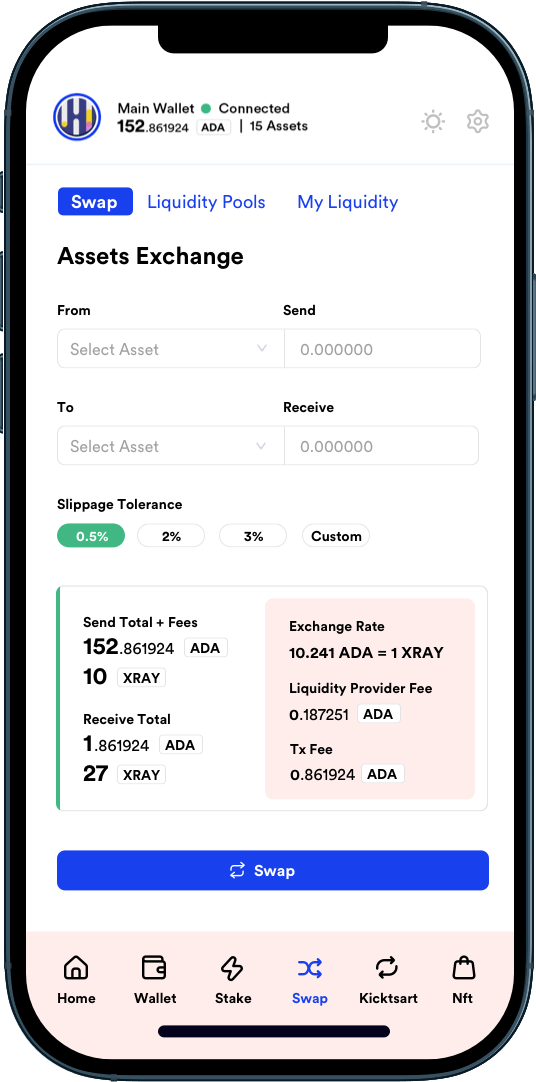 Main Wallet Connected
152.861924 ADA | 15 Assets
Swap Liquidity Pools My Liquidity
Assets Exchange
From Send
Select Asset 0.000000
To Receive
Select Asset 0.000000
Slippage Tolerance
0.5% 2% 3% Custom
Send Total + Fees
152.861924 ADA
10 XRAY
Receive Total
1.861924 ADA
27 XRAY
Exchange Rate
10.241 ADA = 1 XRAY
Liquidity Provider Fee
0.187251 ADA
Tx Fee
0.861924 ADA
Swap
Home Wallet Stake Swap Kicktsart Nft